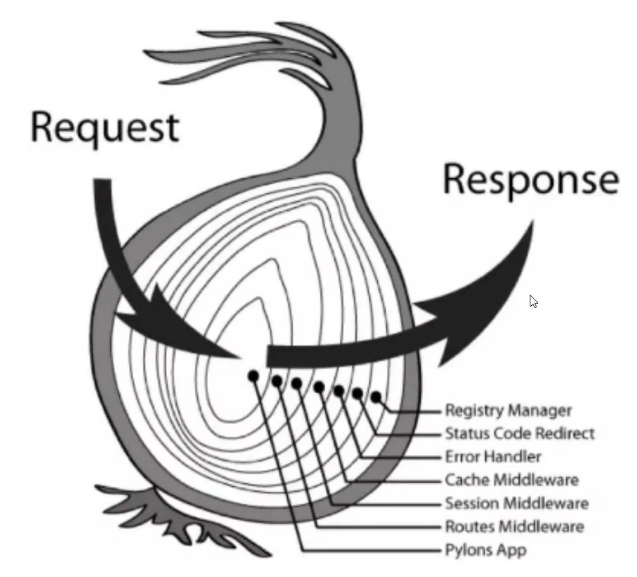 Request
Response
Registry Manager
Status Code Redirect
Error Handler
Cache Middleware
Session Middleware
Routes Middleware
Pylons App